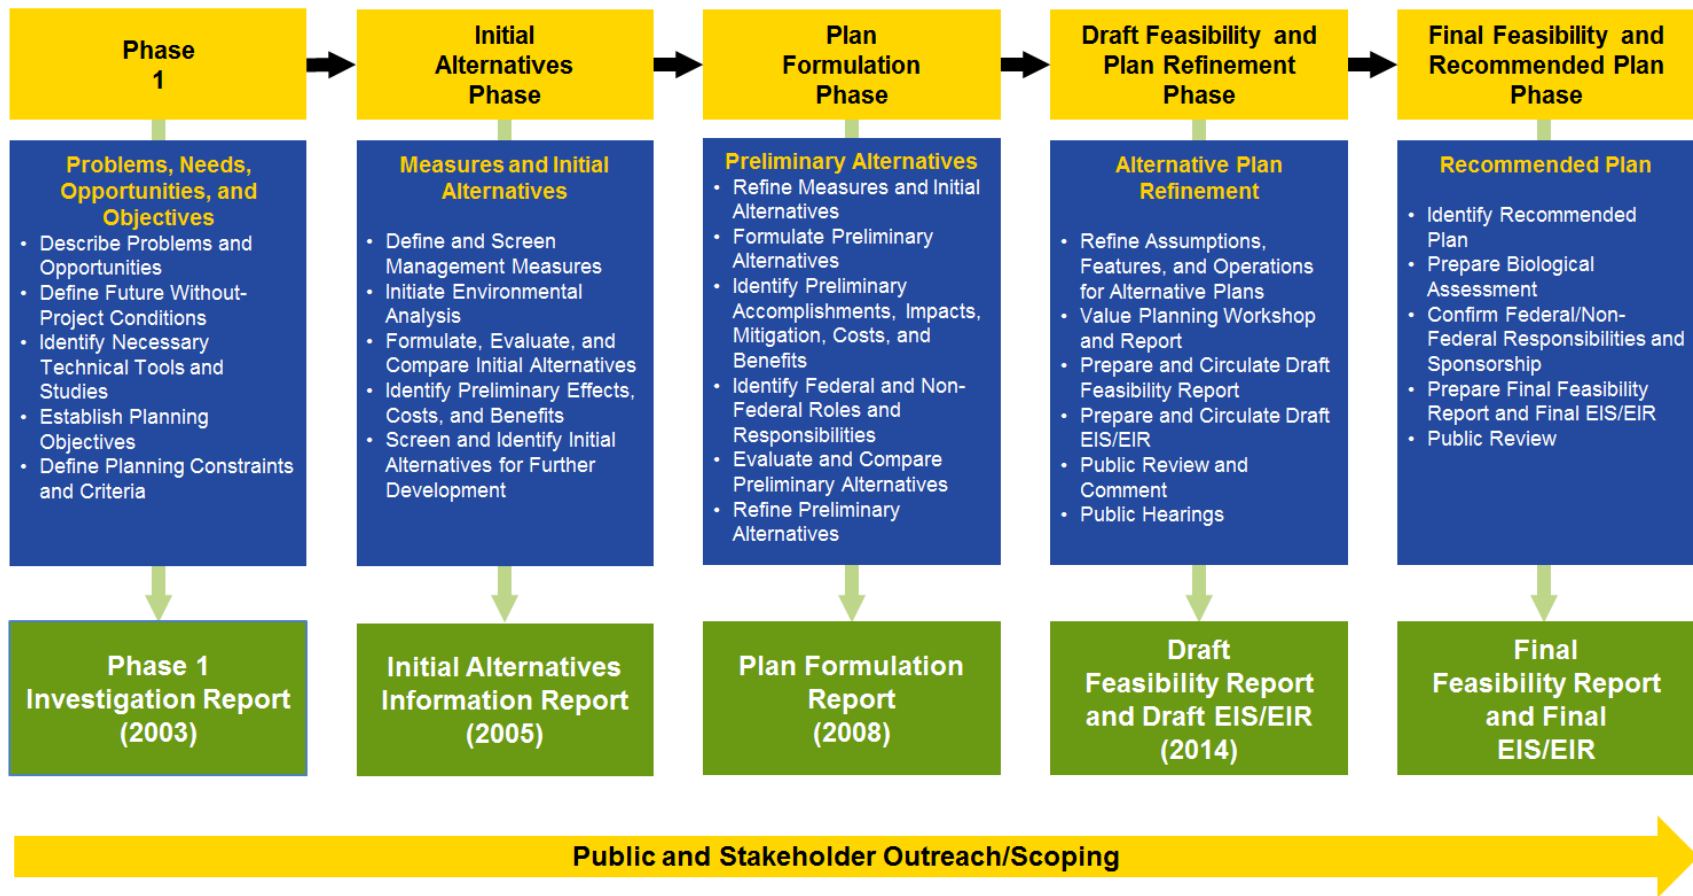 Phase
1
Initial
Alternatives
Phase
Plan
Formulation
Phase
Draft Feasibility and
Plan Refinement
Phase
Final Feasibility and
Recommended Plan
Phase
Problems, Needs,
Opportunities, and
Objectives
• Describe Problems and
Opportunities
• Define Future Without-
Project Conditions
• Identify Necessary
Technical Tools and
Studies
• Establish Planning
Objectives
• Define Planning Constraints
and Criteria
Measures and Initial
Alternatives
• Define and Screen
Management Measures
• Initiate Environmental
Analysis
• Formulate, Evaluate, and
Compare Initial Alternatives
• Identify Preliminary Effects,
Costs, and Benefits
• Screen and Identify Initial
Alternatives for Further
Development
Preliminary Alternatives
• Refine Measures and Initial
Alternatives
• Formulate Preliminary
Alternatives
• Identify Preliminary
Accomplishments, Impacts,
Mitigation, Costs, and
Benefits
• Identify Federal and Non-
Federal Roles and
Responsibilities
• Evaluate and Compare
Preliminary Alternatives
• Refine Preliminary
Alternatives
Alternative Plan
Refinement
• Refine Assumptions,
Features, and Operations
for Alternative Plans
• Value Planning Workshop
and Report
• Prepare and Circulate Draft
Feasibility Report
• Prepare and Circulate Draft
EIS/EIR
• Public Review and
Comment
• Public Hearings
Recommended Plan
• Identify Recommended
Plan
• Prepare Biological
Assessment
• Confirm Federal/Non-
Federal Responsibilities and
Sponsorship
• Prepare Final Feasibility
Report and Final EIS/EIR
• Public Review
Phase 1
Investigation Report
(2003)
Initial Alternatives
Information Report
(2005)
Plan Formulation
Report
(2008)
Draft
Feasibility Report
and Draft EIS/EIR
(2014)
Final
Feasibility Report
and Final
EIS/EIR
Public and Stakeholder Outreach/Scoping